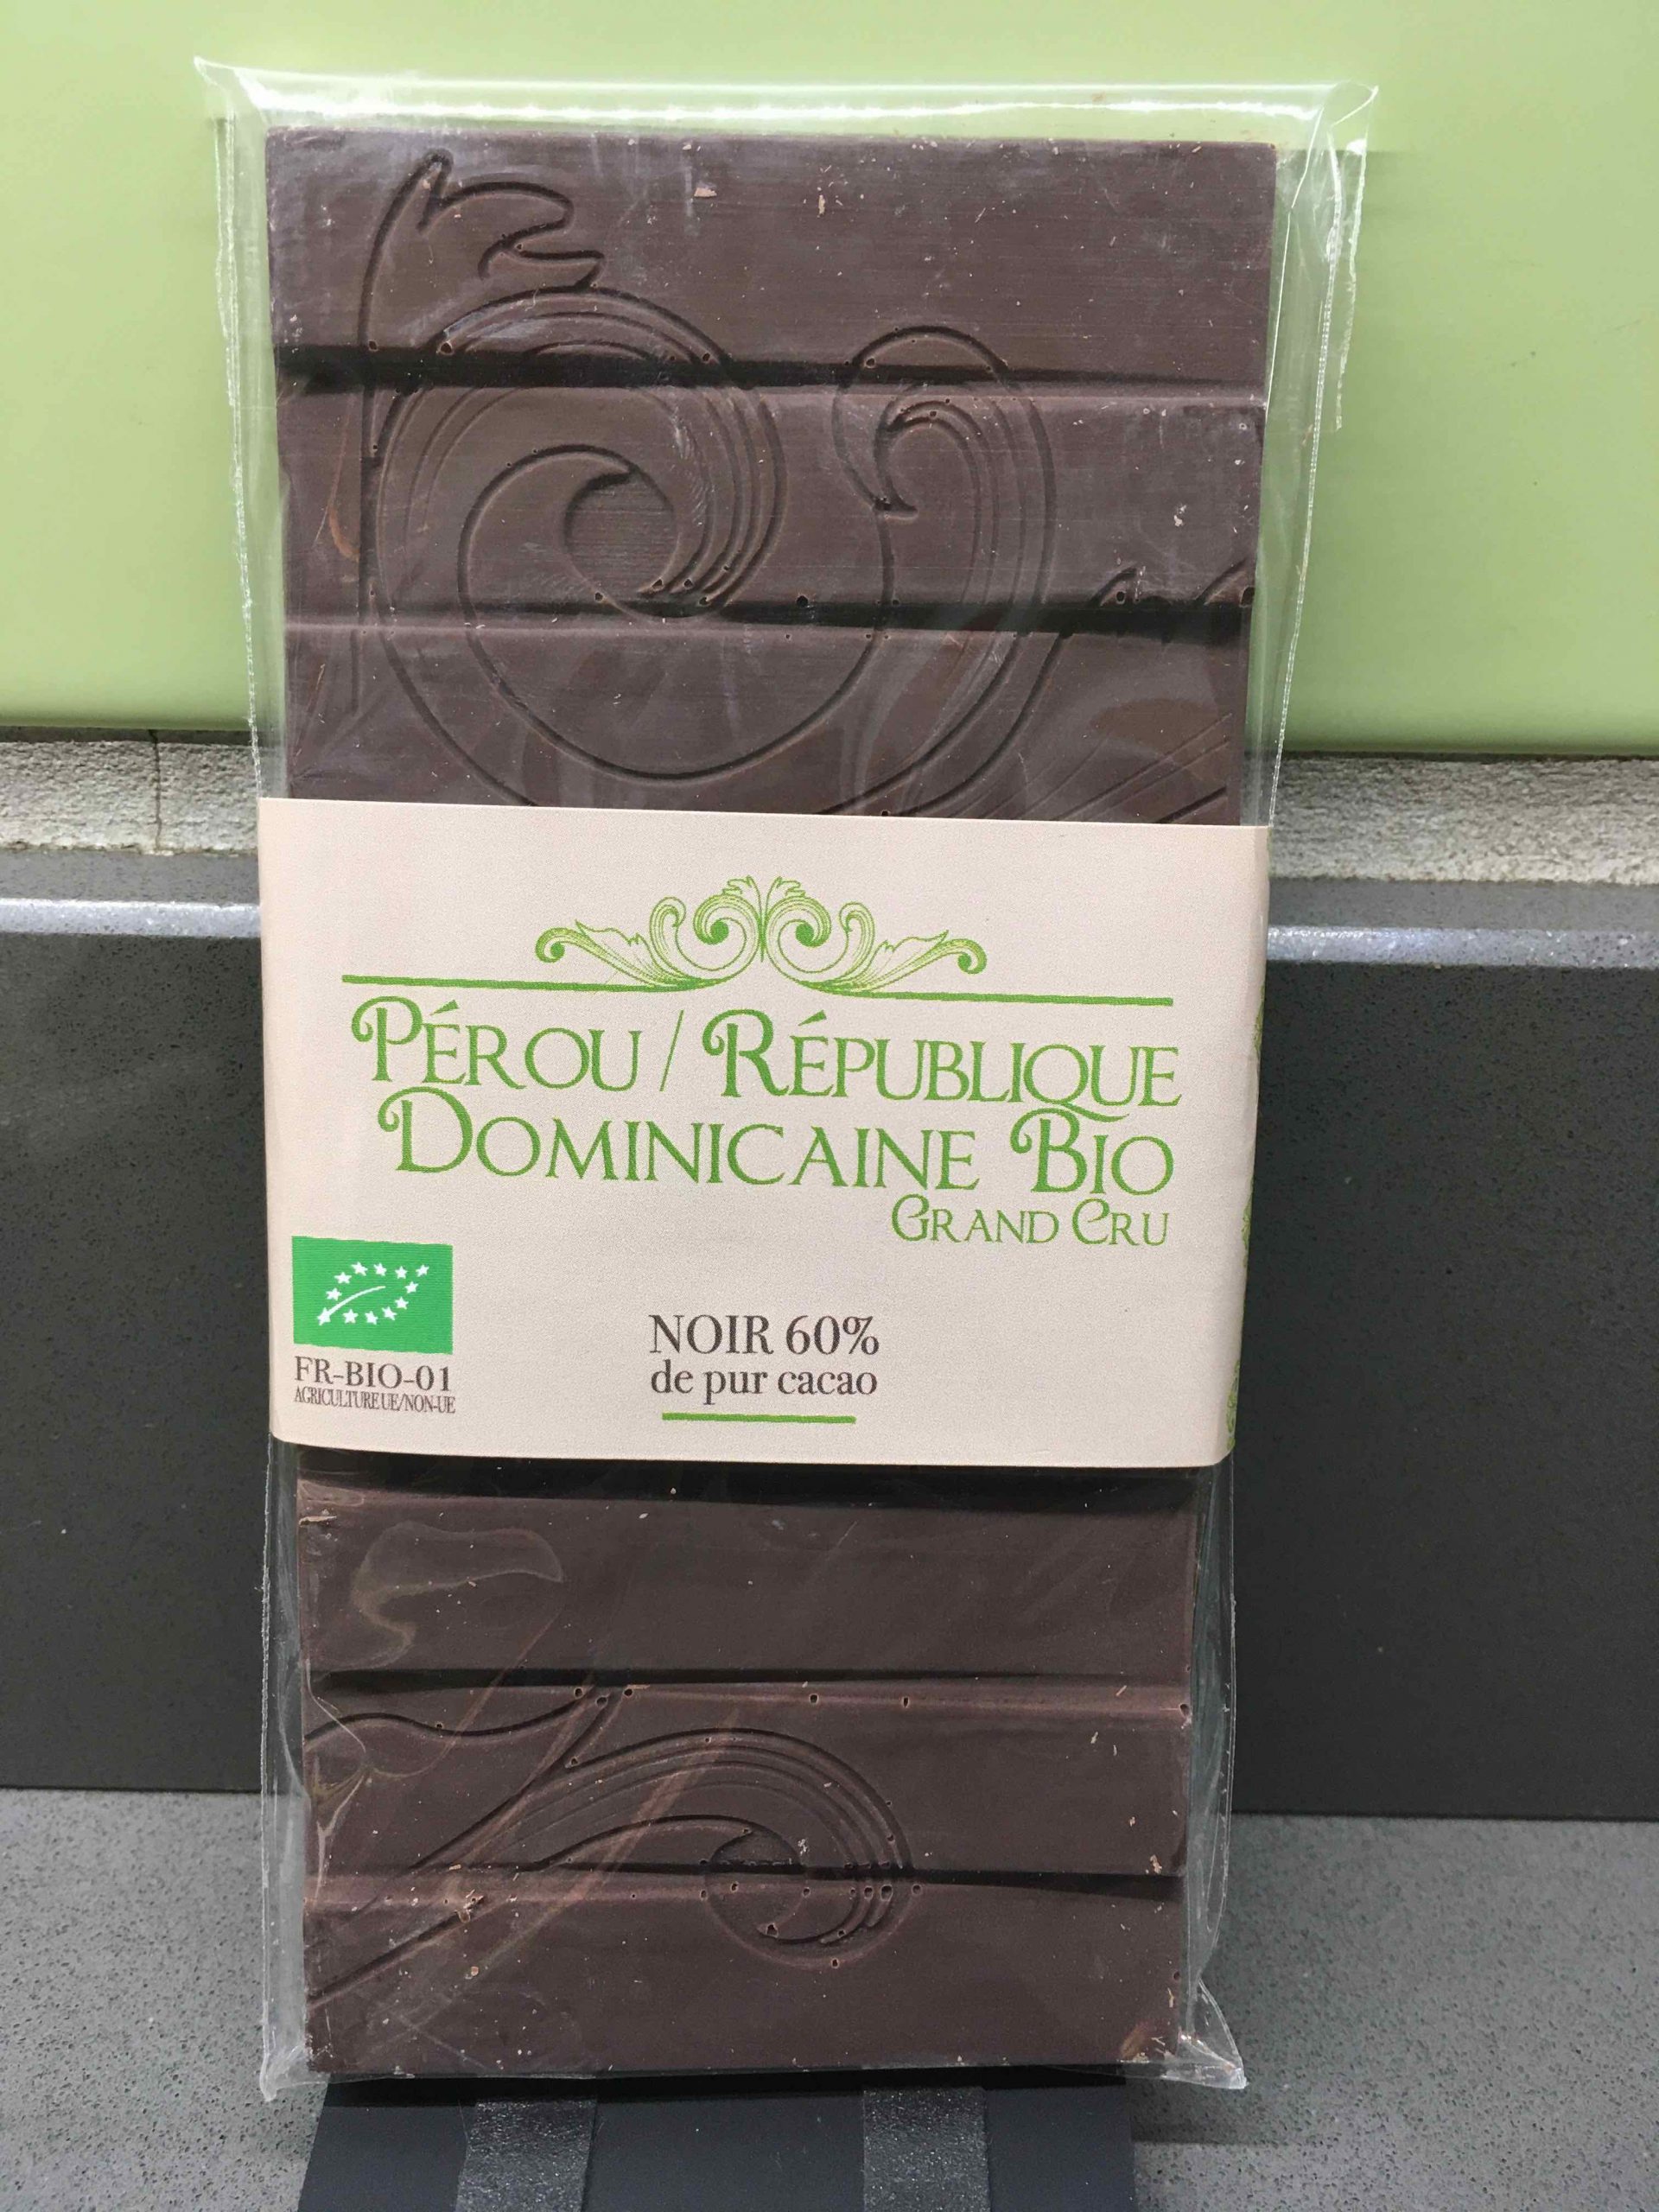 PÉROU / RÉPUBLIQUE
DOMINICAINE BIO
GRAND CRU
NOIR 60%
de pur cacao
FR-BIO-01
AGRICULTURE UE/NON-UE